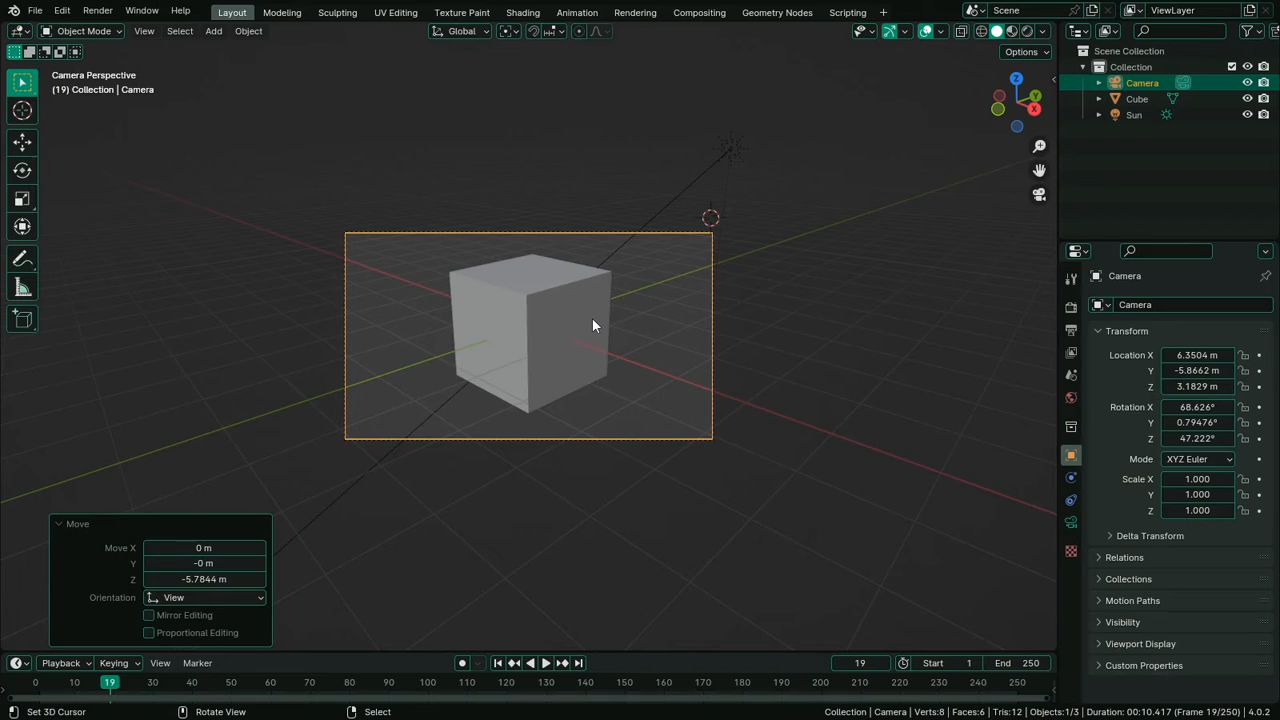 File Edit Render Window Help Layout Modeling Sculpting UV Editing Texture Paint Shading Animation Rendering Compositing Geometry Nodes Scripting + Scene ViewLayer
Object Mode View Select Add Object Global
Options
Camera Perspective
(19) Collection | Camera
Z
Y
X
Scene Collection
Collection
Camera
Cube
Sun
Camera
Camera
Transform
Location X 6.3504 m
Y -5.8662 m
Z 3.1829 m
Rotation X 68.626°
Y 0.79476°
Z 47.222°
Mode XYZ Euler
Scale X 1.000
Y 1.000
Z 1.000
Delta Transform
Relations
Collections
Motion Paths
Visibility
Viewport Display
Custom Properties
Move
Move X 0 m
Y -0 m
Z -5.7844 m
Orientation View
Mirror Editing
Proportional Editing
Playback Keying View Marker 19 Start 1 End 250
0 10 19 30 40 50 60 70 80 90 100 110 120 130 140 150 160 170 180 190 200 210 220 230 240 250
Set 3D Cursor Rotate View Select Collection | Camera | Verts:8 | Faces:6 | Tris:12 | Objects:1/3 | Duration: 00:10.417 (Frame 19/250) | 4.0.2